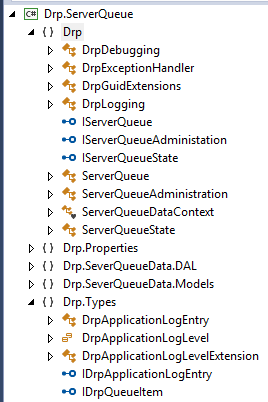 C# Drp.ServerQueue
{ } Drp
DrpDebugging
DrpExceptionHandler
DrpGuidExtensions
DrpLogging
IServerQueue
IServerQueueAdministation
IServerQueueState
ServerQueue
ServerQueueAdministration
ServerQueueDataContext
ServerQueueState
{ } Drp.Properties
{ } Drp.SeverQueueData.DAL
{ } Drp.SeverQueueData.Models
{ } Drp.Types
DrpApplicationLogEntry
DrpApplicationLogLevel
DrpApplicationLogLevelExtension
IDrpApplicationLogEntry
IDrpQueueItem